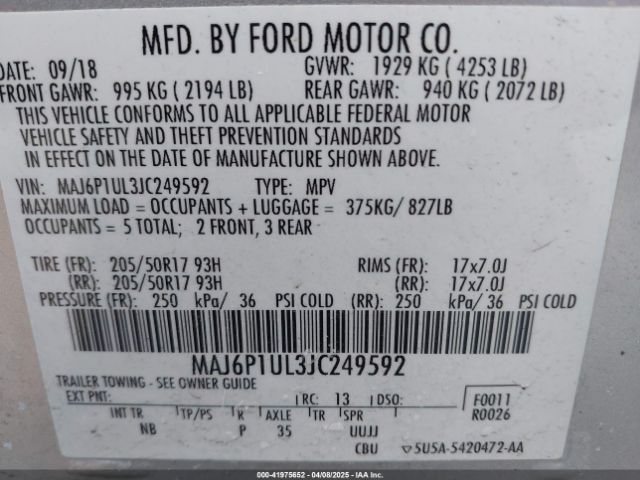 MFD. BY FORD MOTOR CO.
DATE: 09/18 GVWR: 1929 KG ( 4253 LB)
FRONT GAWR: 995 KG ( 2194 LB) REAR GAWR: 940 KG ( 2072 LB)
THIS VEHICLE CONFORMS TO ALL APPLICABLE FEDERAL MOTOR
VEHICLE SAFETY AND THEFT PREVENTION STANDARDS
IN EFFECT ON THE DATE OF MANUFACTURE SHOWN ABOVE.
VIN: MAJ6P1UL3JC249592 TYPE: MPV
MAXIMUM LOAD = OCCUPANTS + LUGGAGE = 375KG/ 827LB
OCCUPANTS = 5 TOTAL; 2 FRONT, 3 REAR
TIRE (FR): 205/50R17 93H RIMS (FR): 17x7.0J
(RR): 205/50R17 93H (RR): 17x7.0J
PRESSURE (FR): 250 kPa/ 36 PSI COLD (RR): 250 kPa/ 36 PSI COLD
MAJ6P1UL3JC249592
TRAILER TOWING - SEE OWNER GUIDE
EXT PNT: RC: 13 DSO: F0011
INT TR TP/PS R AXLE TR SPR R0026
NB P 35 UUJJ
CBU 5U5A-5420472-AA
000-41975652 04/08/2025 IAAI.com